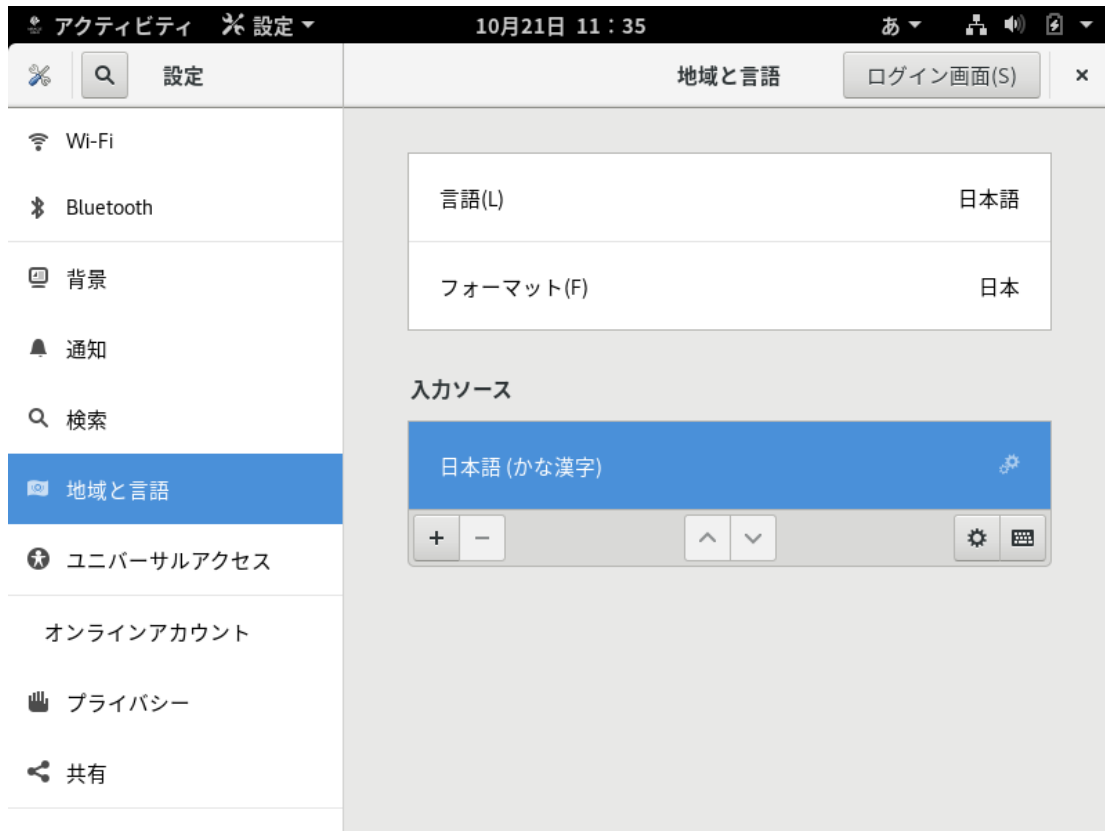 アクティビティ 設定 10月21日 11：35 あ
設定 地域と言語 ログイン画面(S)
Wi-Fi
Bluetooth
背景
通知
検索
地域と言語
ユニバーサルアクセス
オンラインアカウント
プライバシー
共有
言語(L) 日本語
フォーマット(F) 日本
入力ソース
日本語 (かな漢字)